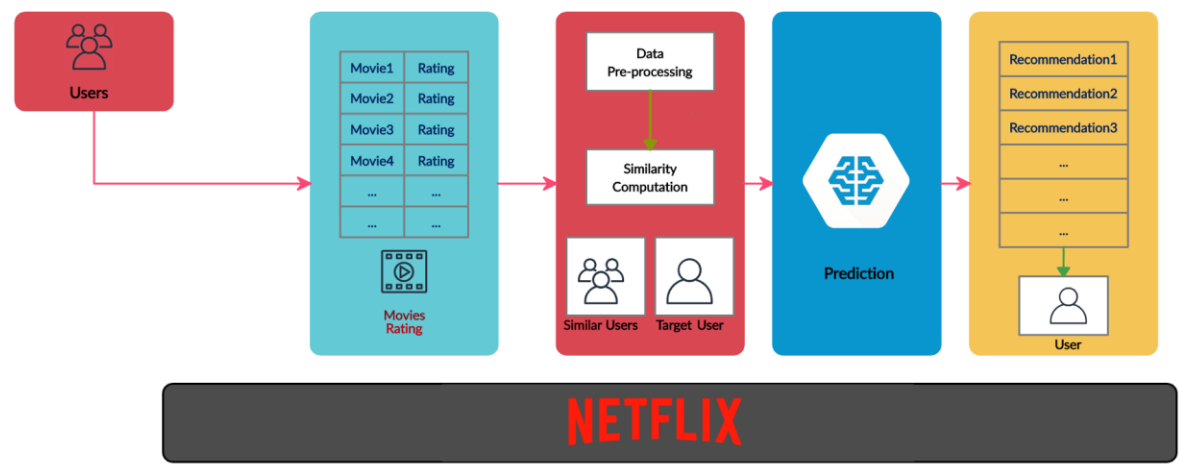 Users
Movie1 Rating
Movie2 Rating
Movie3 Rating
Movie4 Rating
... ...
... ...
Movies
Rating
Data
Pre-processing
Similarity
Computation
Similar Users Target User
Prediction
Recommendation1
Recommendation2
Recommendation3
...
...
...
User
NETFLIX